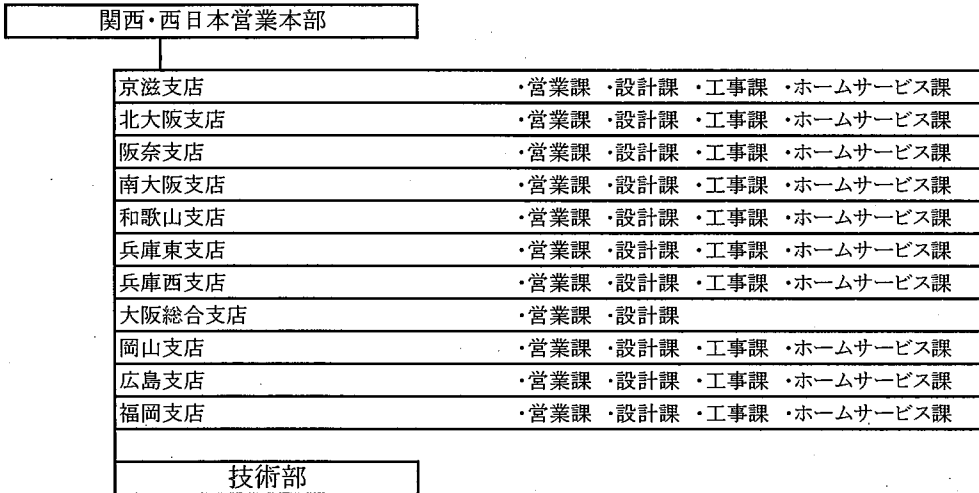 関西・西日本営業本部
京滋支店 ・営業課 ・設計課 ・工事課 ・ホームサービス課
北大阪支店 ・営業課 ・設計課 ・工事課 ・ホームサービス課
阪奈支店 ・営業課 ・設計課 ・工事課 ・ホームサービス課
南大阪支店 ・営業課 ・設計課 ・工事課 ・ホームサービス課
和歌山支店 ・営業課 ・設計課 ・工事課 ・ホームサービス課
兵庫東支店 ・営業課 ・設計課 ・工事課 ・ホームサービス課
兵庫西支店 ・営業課 ・設計課 ・工事課 ・ホームサービス課
大阪総合支店 ・営業課 ・設計課
岡山支店 ・営業課 ・設計課 ・工事課 ・ホームサービス課
広島支店 ・営業課 ・設計課 ・工事課 ・ホームサービス課
福岡支店 ・営業課 ・設計課 ・工事課 ・ホームサービス課
技術部